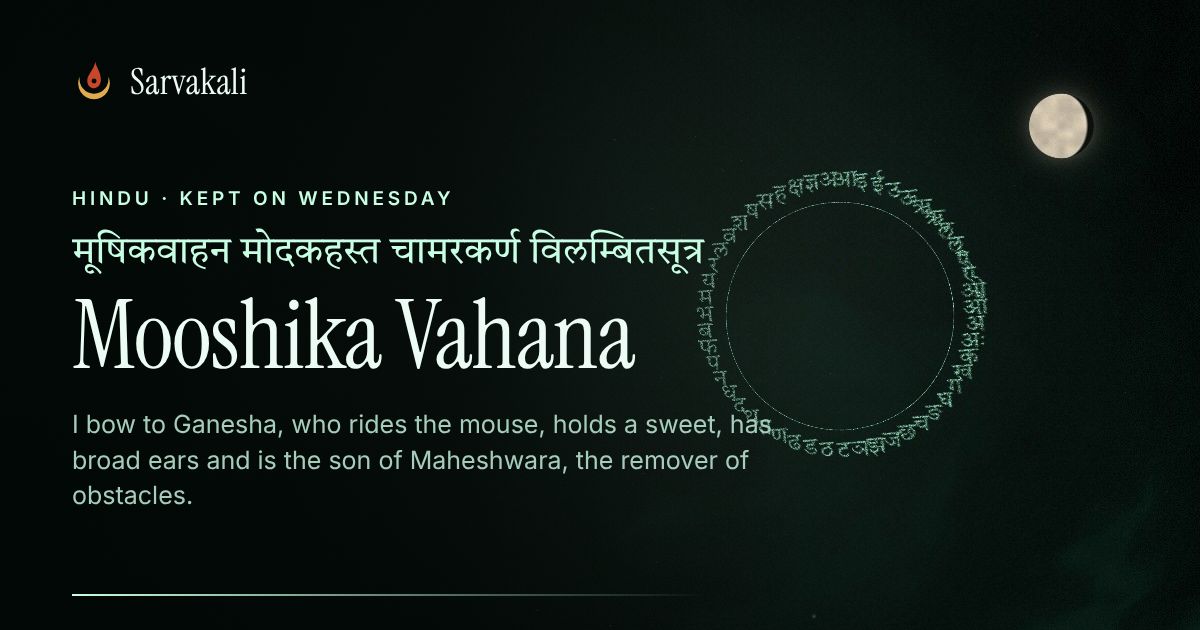 Sarvakali
HINDU · KEPT ON WEDNESDAY
मूषिकवाहन मोदकहस्त चामरकर्ण विलम्बितसूत्र
Mooshika Vahana
I bow to Ganesha, who rides the mouse, holds a sweet, has
broad ears and is the son of Maheshwara, the remover of
obstacles.